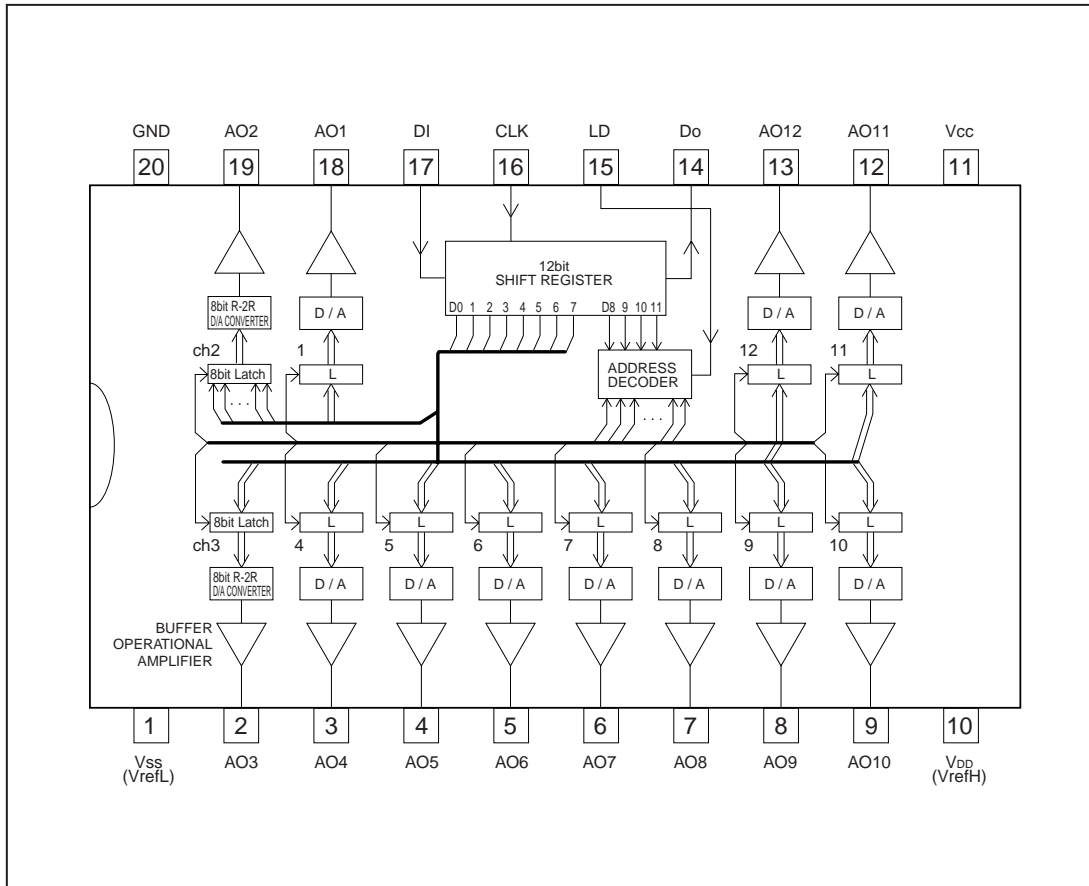 GND AO2 AO1 DI CLK LD Do AO12 AO11 Vcc
20 19 18 17 16 15 14 13 12 11
12bit
SHIFT REGISTER
D0 1 2 3 4 5 6 7 D8 9 10 11
8bit R-2R
D/A CONVERTER
D / A
D / A
D / A
ch2 1 12 11
8bit Latch
L
ADDRESS
DECODER
L
L
. . .
. . .
8bit Latch L L L L L L L
ch3 4 5 6 7 8 9 10
8bit R-2R
D/A CONVERTER
D / A D / A D / A D / A D / A D / A D / A
BUFFER
OPERATIONAL
AMPLIFIER
1 2 3 4 5 6 7 8 9 10
Vss AO3 AO4 AO5 AO6 AO7 AO8 AO9 AO10 VDD
(VrefL) (VrefH)